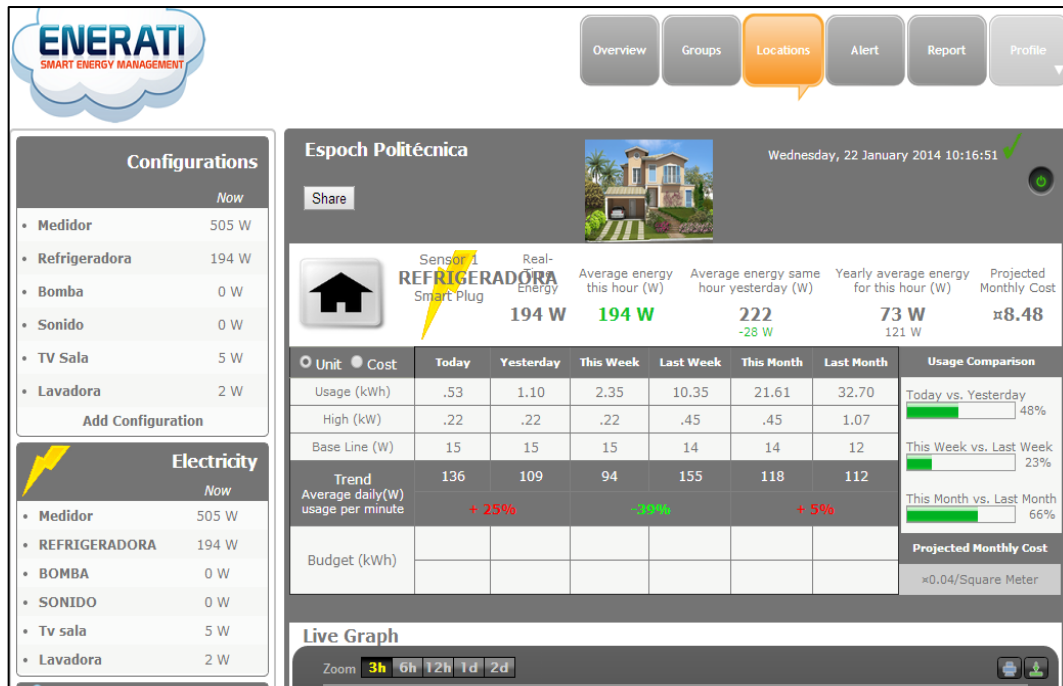 ENERATI
SMART ENERGY MANAGEMENT
Overview
Groups
Locations
Alert
Report
Profile
Configurations
Now
• Medidor 505 W
• Refrigeradora 194 W
• Bomba 0 W
• Sonido 0 W
• TV Sala 5 W
• Lavadora 2 W
Add Configuration
Electricity
Now
• Medidor 505 W
• REFRIGERADORA 194 W
• BOMBA 0 W
• SONIDO 0 W
• Tv sala 5 W
• Lavadora 2 W
Espoch Politécnica
Wednesday, 22 January 2014 10:16:51
Share
Sensor 1
REFRIGERADORA
Smart Plug
Real-
Time
Energy
194 W
Average energy
this hour (W)
194 W
Average energy same
hour yesterday (W)
222
-28 W
Yearly average energy
for this hour (W)
73 W
121 W
Projected
Monthly Cost
¤8.48
Unit Cost Today Yesterday This Week Last Week This Month Last Month
Usage (kWh) .53 1.10 2.35 10.35 21.61 32.70
High (kW) .22 .22 .22 .45 .45 1.07
Base Line (W) 15 15 15 14 14 12
Trend 136 109 94 155 118 112
Average daily(W)
usage per minute + 25% -39% + 5%
Budget (kWh)
Usage Comparison
Today vs. Yesterday
48%
This Week vs. Last Week
23%
This Month vs. Last Month
66%
Projected Monthly Cost
¤0.04/Square Meter
Live Graph
Zoom 3h 6h 12h 1d 2d